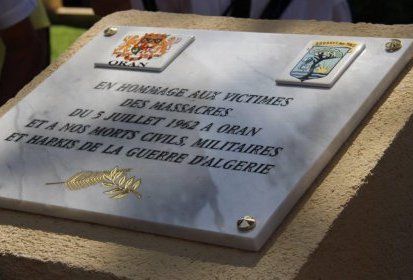 ORAN
EN HOMMAGE AUX VICTIMES
DES MASSACRES
DU 5 JUILLET 1962 A ORAN
ET A NOS MORTS CIVILS, MILITAIRES
ET HARKIS DE LA GUERRE D'ALGERIE